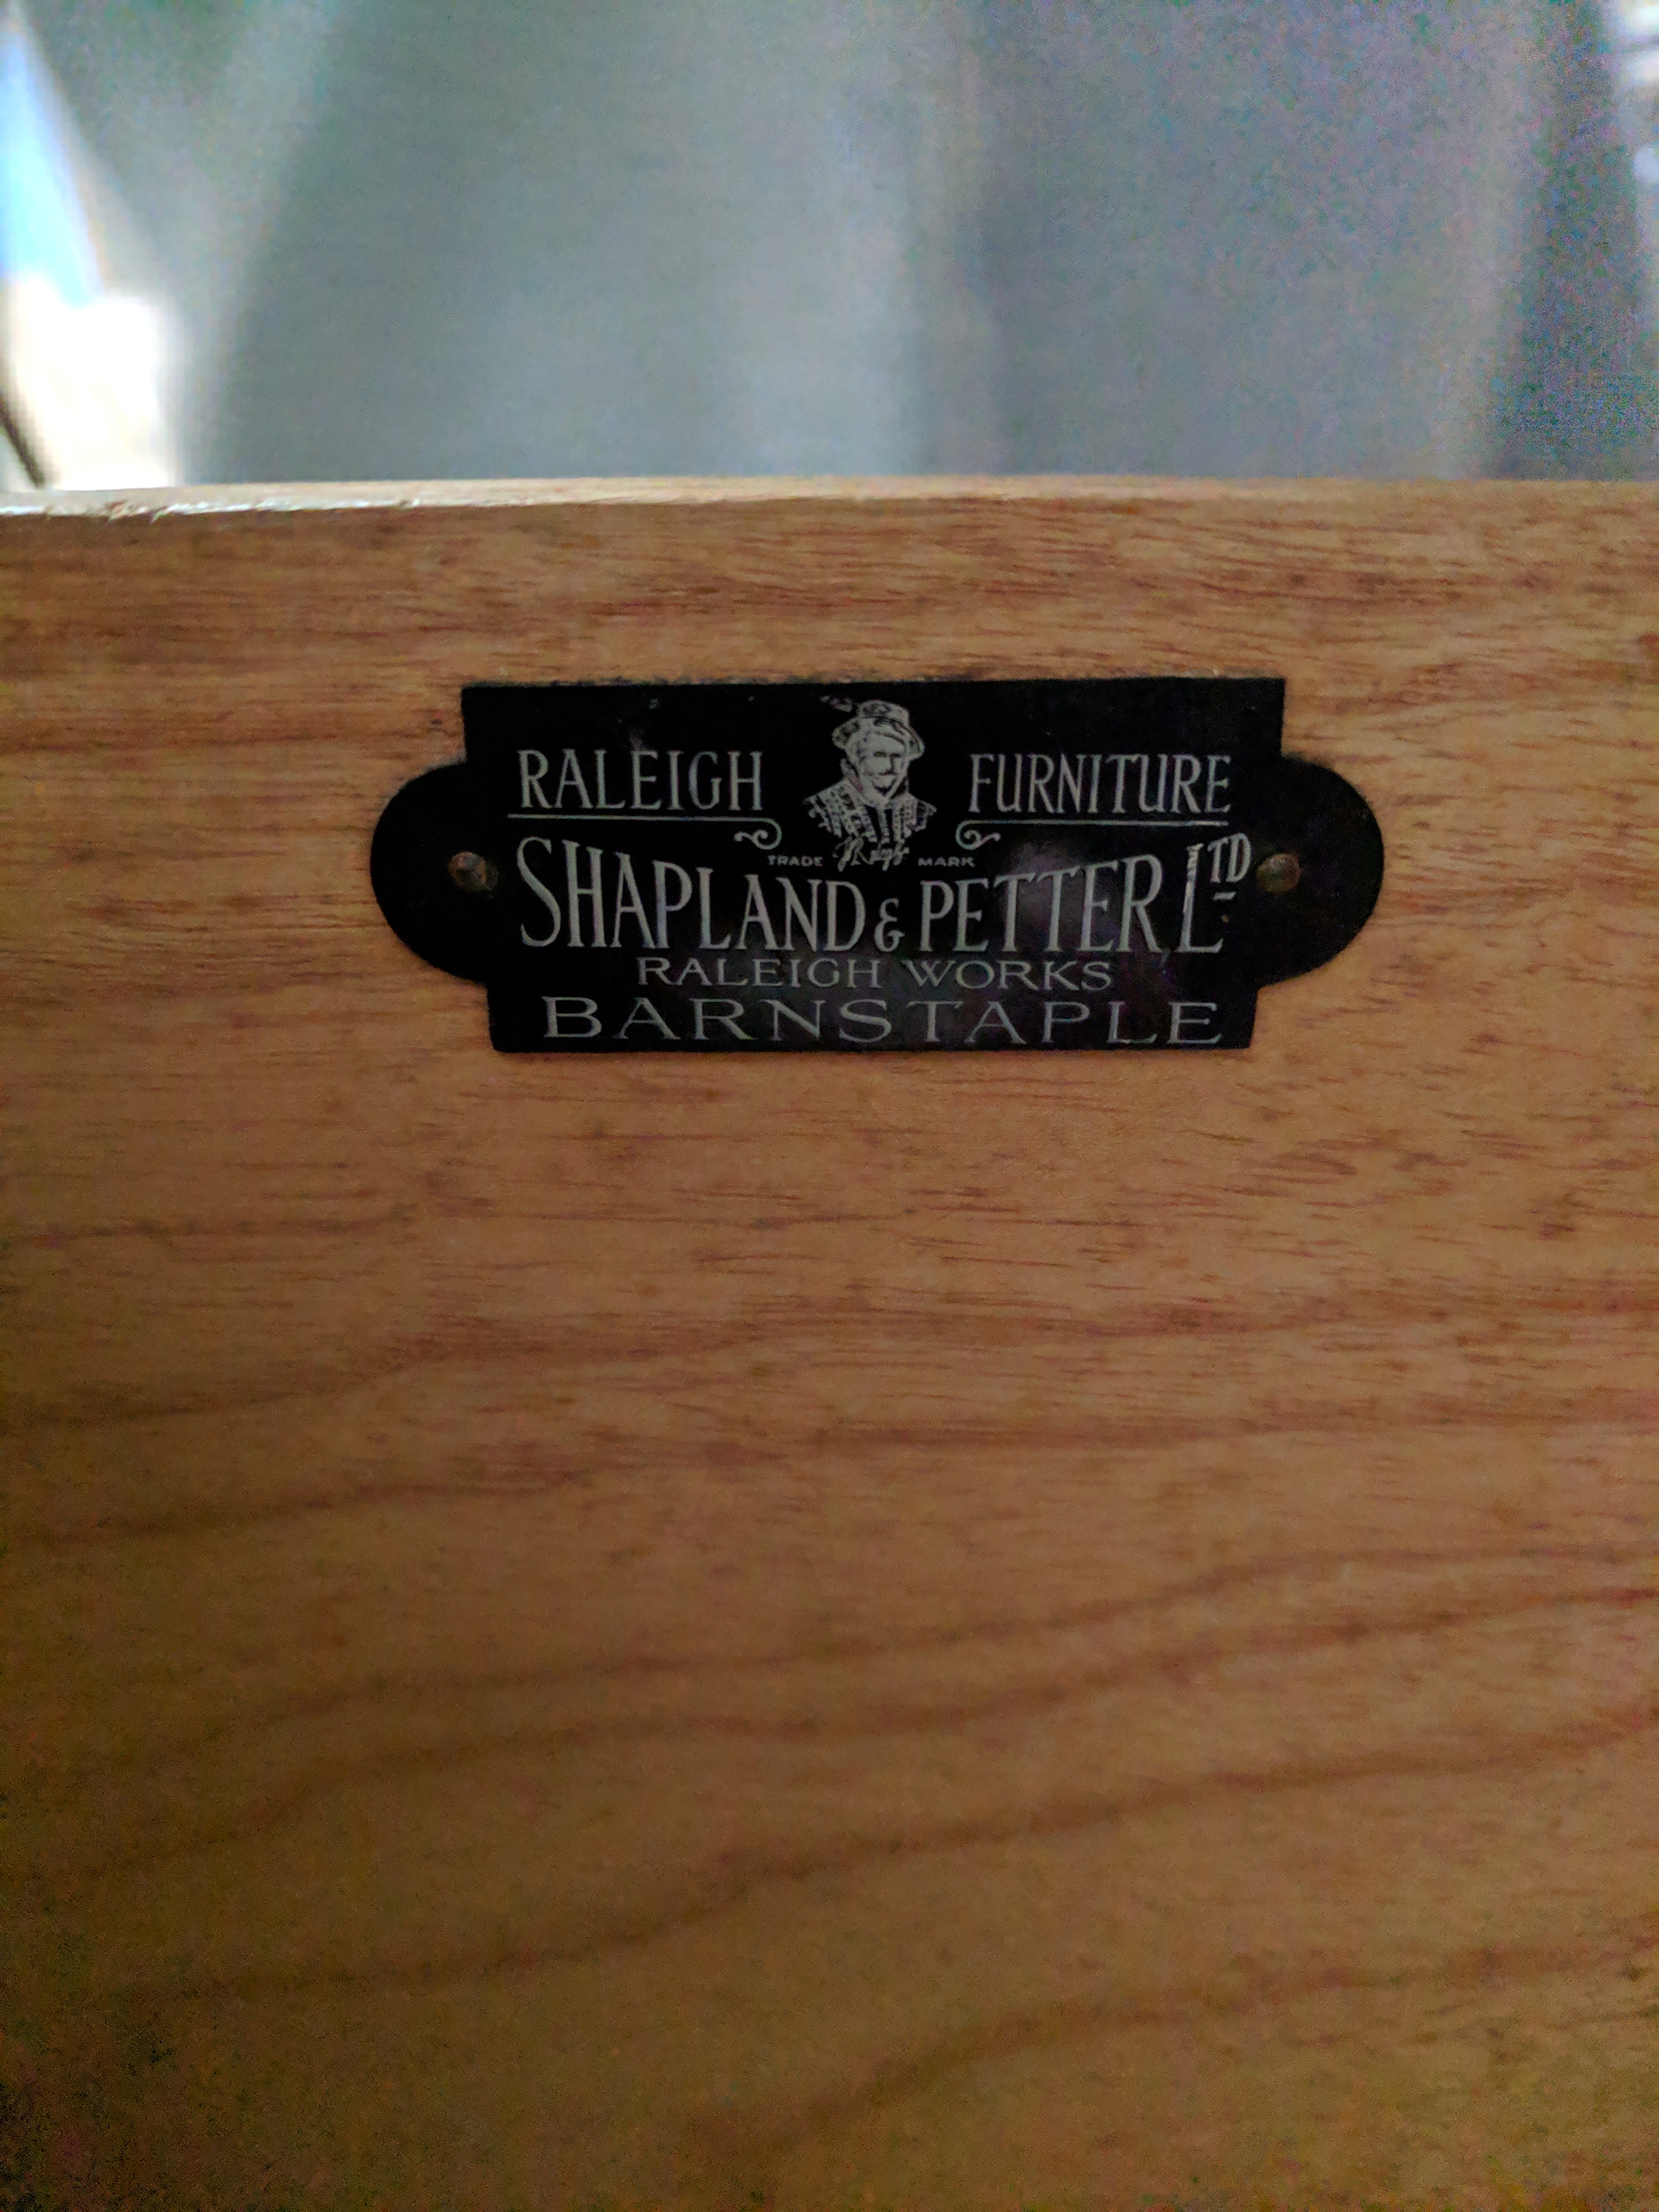 RALEIGH FURNITURE
TRADE MARK
SHAPLAND & PETTER LTD
RALEIGH WORKS
BARNSTAPLE